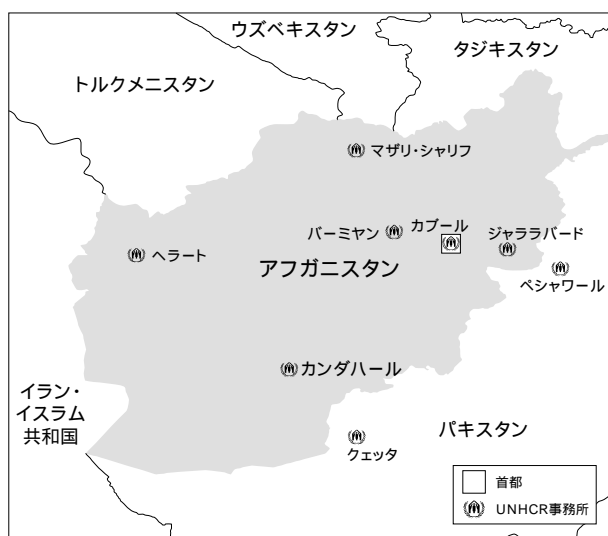 ウズベキスタン
タジキスタン
トルクメニスタン
マザリ・シャリフ
バーミヤン
カブール
ジャララバード
ヘラート
アフガニスタン
ペシャワール
カンダハール
イラン・
イスラム
共和国
パキスタン
クェッタ
首都
UNHCR事務所